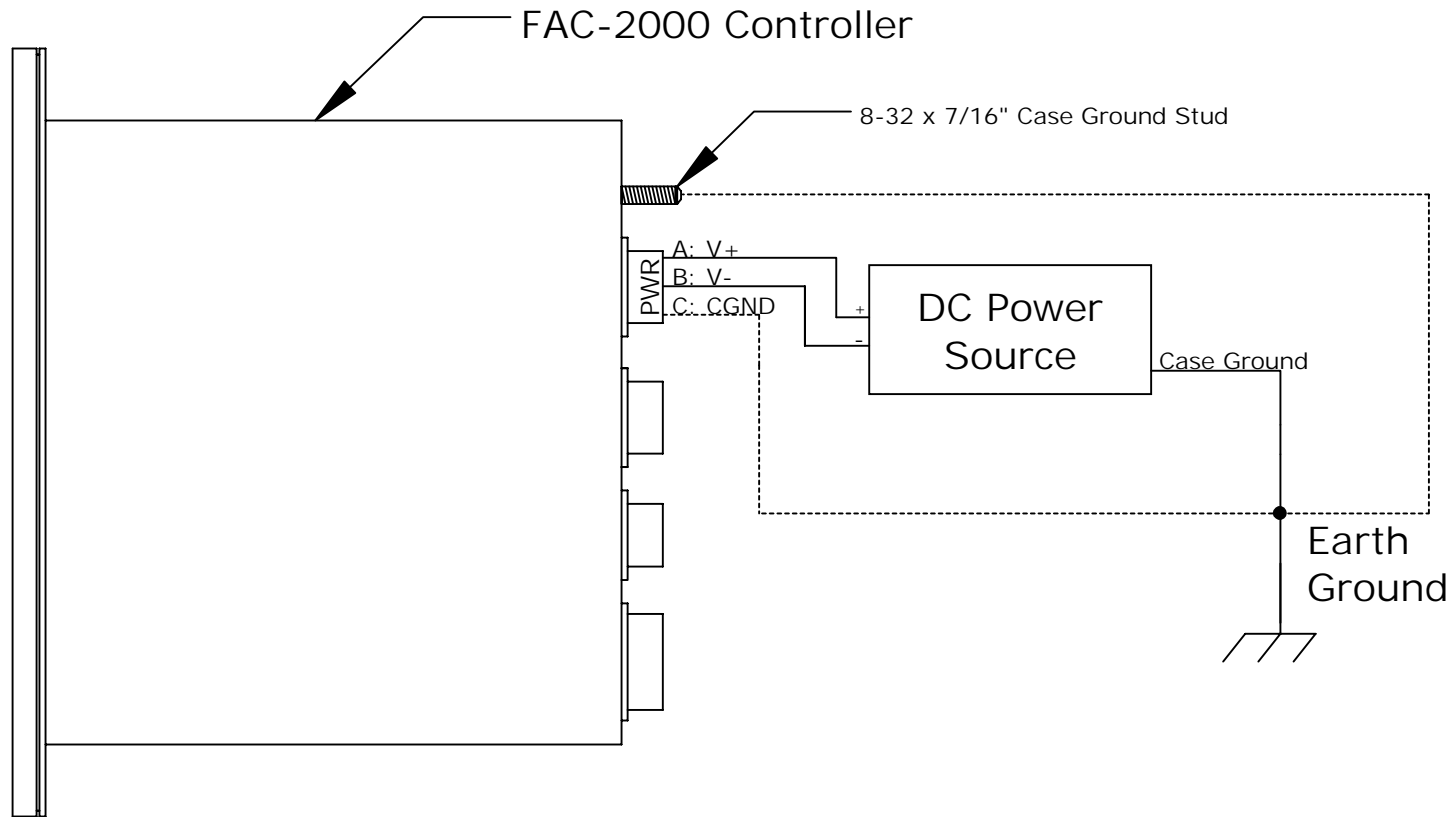 FAC-2000 Controller
8-32 x 7/16" Case Ground Stud
PWR
A: V+
B: V-
C: CGND
+
-
DC Power
Source
Case Ground
Earth
Ground